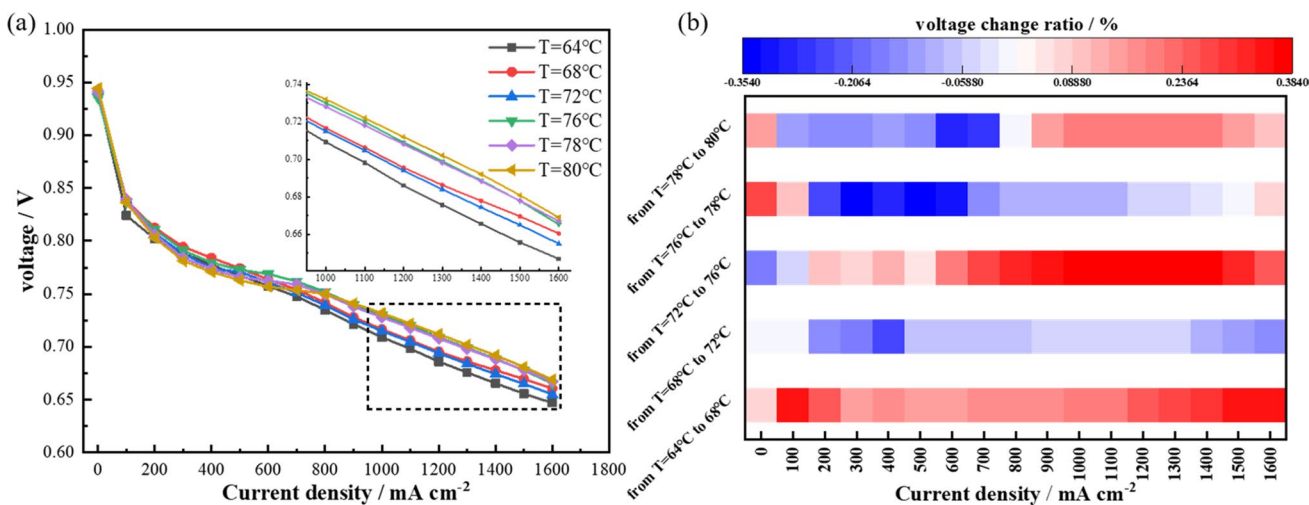 (a)
1.00
0.95
0.90
0.85
0.80
0.75
0.70
0.65
0.60
voltage / V
0 200 400 600 800 1000 1200 1400 1600 1800
Current density / mA cm-2
T=64°C
T=68°C
T=72°C
T=76°C
T=78°C
T=80°C
0.74
0.72
0.70
0.68
0.66
1000 1100 1200 1300 1400 1500 1600
(b)
voltage change ratio / %
-0.3540 -0.2064 -0.05880 0.08880 0.2364 0.3840
from T=78°C to 80°C
from T=76°C to 78°C
from T=72°C to 76°C
from T=68°C to 72°C
from T=64°C to 68°C
0 100 200 300 400 500 600 700 800 900 1000 1100 1200 1300 1400 1500 1600
Current density / mA cm-2